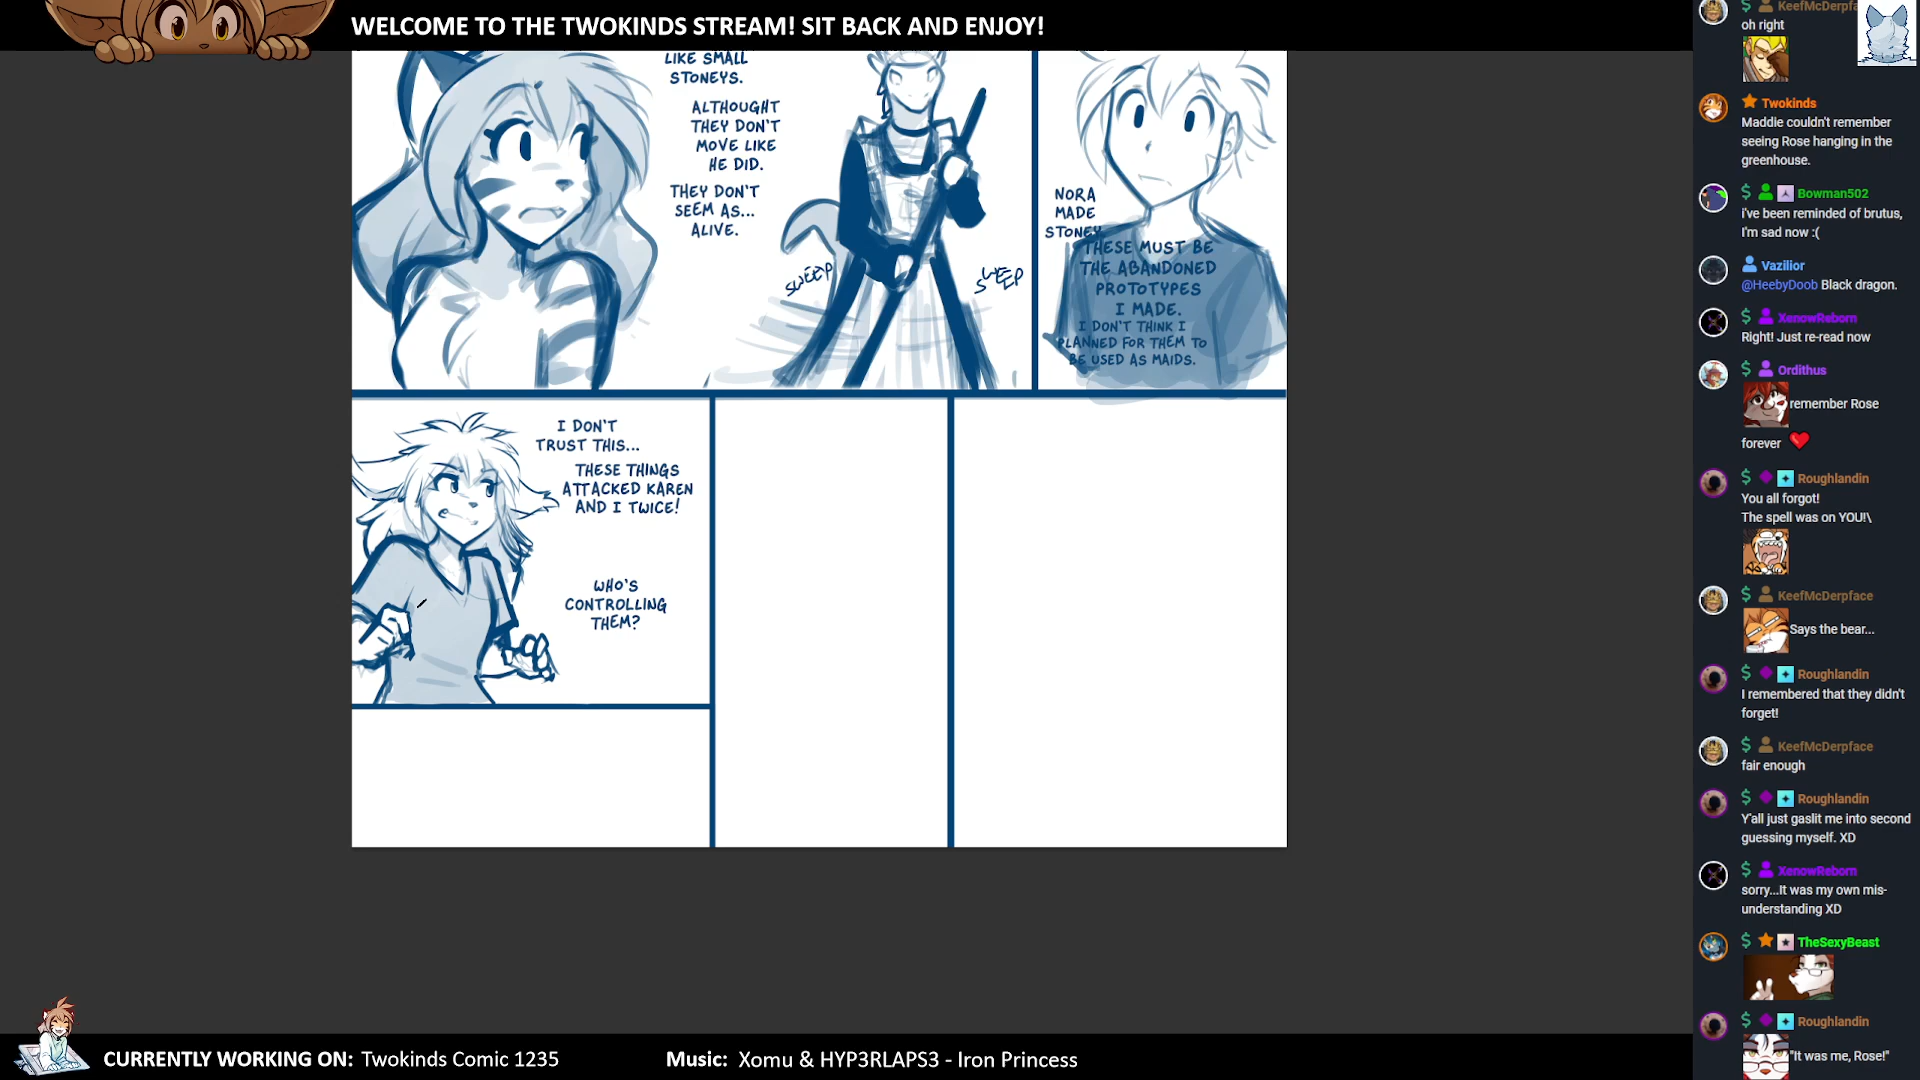 WELCOME TO THE TWOKINDS STREAM! SIT BACK AND ENJOY!
LIKE SMALL
STONEYS.
ALTHOUGHT
THEY DON'T
MOVE LIKE
HE DID.
THEY DON'T
SEEM AS...
ALIVE.
SWEEP
SWEEP
NORA
MADE
STONEY.
THESE MUST BE
THE ABANDONED
PROTOTYPES
I MADE.
I DON'T THINK I
PLANNED FOR THEM TO
BE USED AS MAIDS.
I DON'T
TRUST THIS...
THESE THINGS
ATTACKED KAREN
AND I TWICE!
WHO'S
CONTROLLING
THEM?
$ KeefMcDerpfa
oh right
Twokinds
Maddie couldn't remember
seeing Rose hanging in the
greenhouse.
$ Bowman502
i've been reminded of brutus,
I'm sad now :(
Vazilior
@HeebyDoob Black dragon.
$ XenowReborn
Right! Just re-read now
$ Ordithus
remember Rose
forever
$ Roughlandin
You all forgot!
The spell was on YOU!\
$ KeefMcDerpface
Says the bear...
$ Roughlandin
I remembered that they didn't
forget!
$ KeefMcDerpface
fair enough
$ Roughlandin
Y'all just gaslit me into second
guessing myself. XD
$ XenowReborn
sorry...It was my own mis-
understanding XD
$ TheSexyBeast
$ Roughlandin
"It was me, Rose!"
CURRENTLY WORKING ON: Twokinds Comic 1235
Music: Xomu & HYP3RLAPS3 - Iron Princess